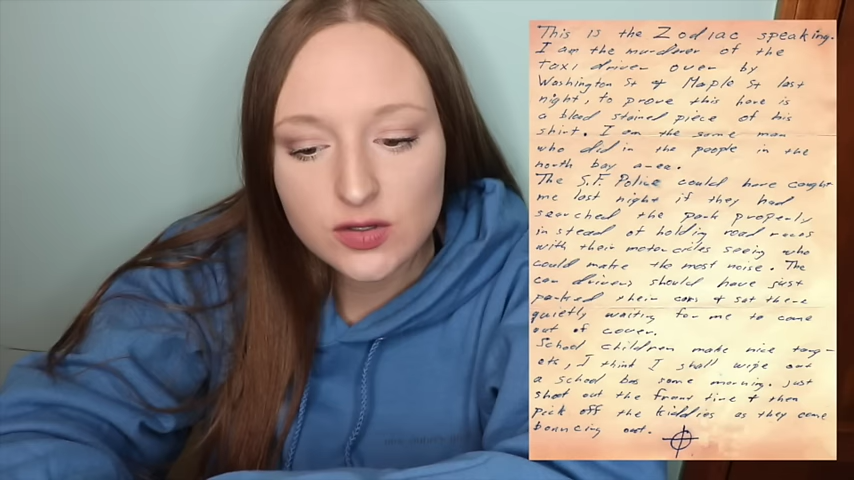 This is the Zodiac speaking.
I am the murderer of the
taxi driver over by
Washington St & Maple St last
night, to prove this here is
a blood stained piece of his
shirt. I am the same man
who did in the people in the
north bay area.
The S.F. Police could have caught
me last night if they had
searched the park properly
in stead of holding road races
with their motorcicles seeing who
could make the most noise. The
car drivers should have just
parked their cars & sat there
quietly waiting for me to come
out of cover.
School children make nice targ-
ets, I think I shall wipe out
a school bus some morning. Just
shoot out the front tire & then
pick off the kiddies as they come
bouncing out.